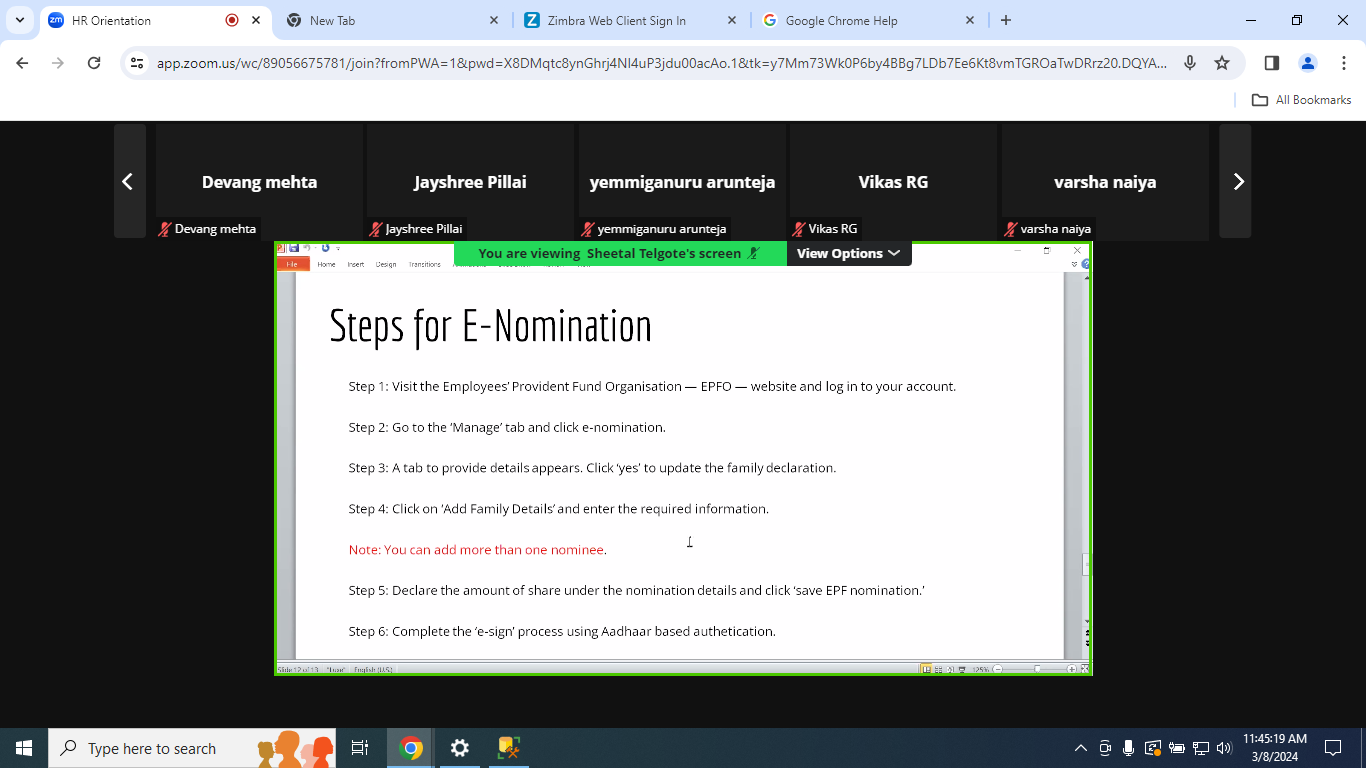 HR Orientation
New Tab
Zimbra Web Client Sign In
Google Chrome Help
app.zoom.us/wc/89056675781/join?fromPWA=1&pwd=X8DMqtc8ynGhrj4NI4uP3jdu00acAo.1&tk=y7Mm73Wk0P6by4BBg7LDb7Ee6Kt8vmTGROaTwDRrz20.DQYA...
All Bookmarks
Devang mehta
Jayshree Pillai
yemmiganuru arunteja
Vikas RG
varsha naiya
Devang mehta
Jayshree Pillai
yemmiganuru arunteja
Vikas RG
varsha naiya
You are viewing Sheetal Telgote's screen
View Options
File Home Insert Design Transitions
Steps for E-Nomination
Step 1: Visit the Employees’ Provident Fund Organisation — EPFO — website and log in to your account.
Step 2: Go to the ‘Manage’ tab and click e-nomination.
Step 3: A tab to provide details appears. Click ‘yes’ to update the family declaration.
Step 4: Click on ‘Add Family Details’ and enter the required information.
Note: You can add more than one nominee.
Step 5: Declare the amount of share under the nomination details and click ‘save EPF nomination.’
Step 6: Complete the ‘e-sign’ process using Aadhaar based authetication.
Slide 12 of 13 "Luxe" English (U.S.) 125%
Type here to search
11:45:19 AM
3/8/2024